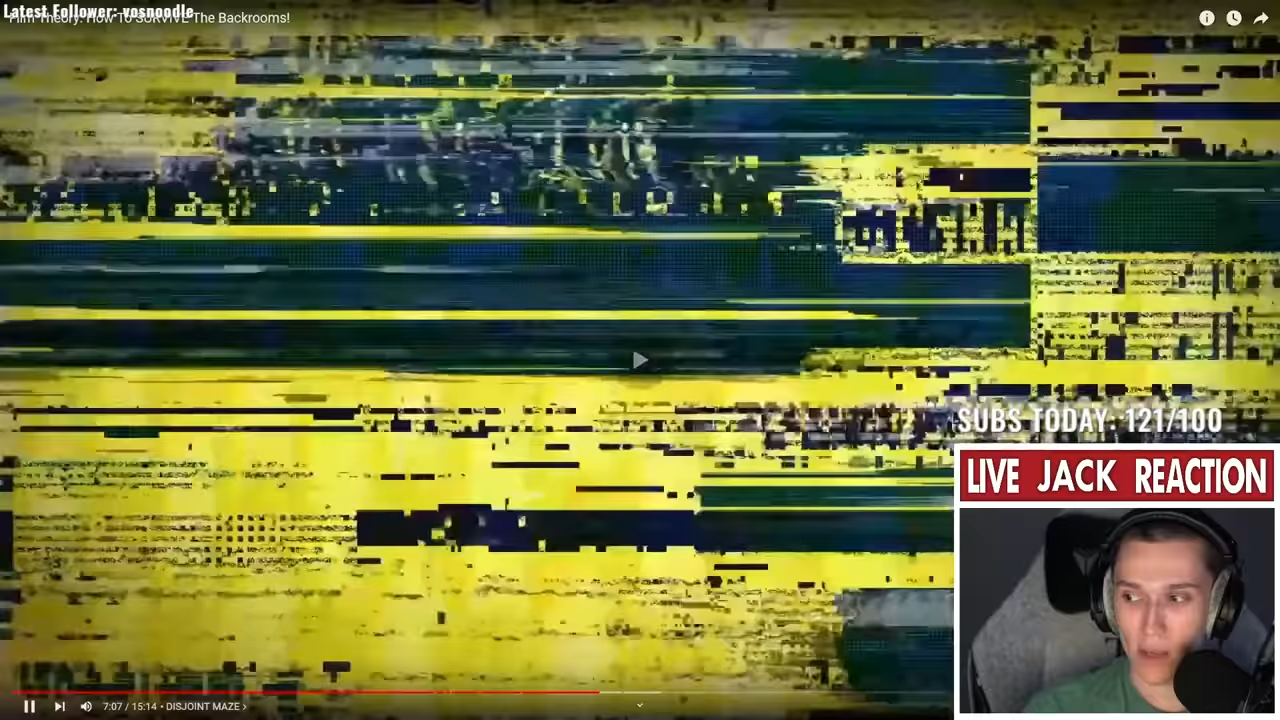 Latest Follower: vosnoodle
Film Theory: How To SURVIVE The Backrooms!
SUBS TODAY: 121/100
LIVE JACK REACTION
7:07 / 15:14 • DISJOINT MAZE ›